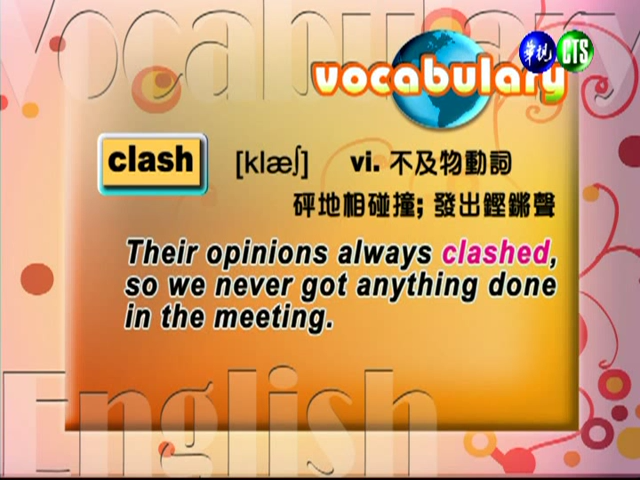 Vocabulary
華視 CTS
vocabulary
clash [klæʃ] vi. 不及物動詞
砰地相碰撞; 發出鏗鏘聲
Their opinions always clashed,
so we never got anything done
in the meeting.
English